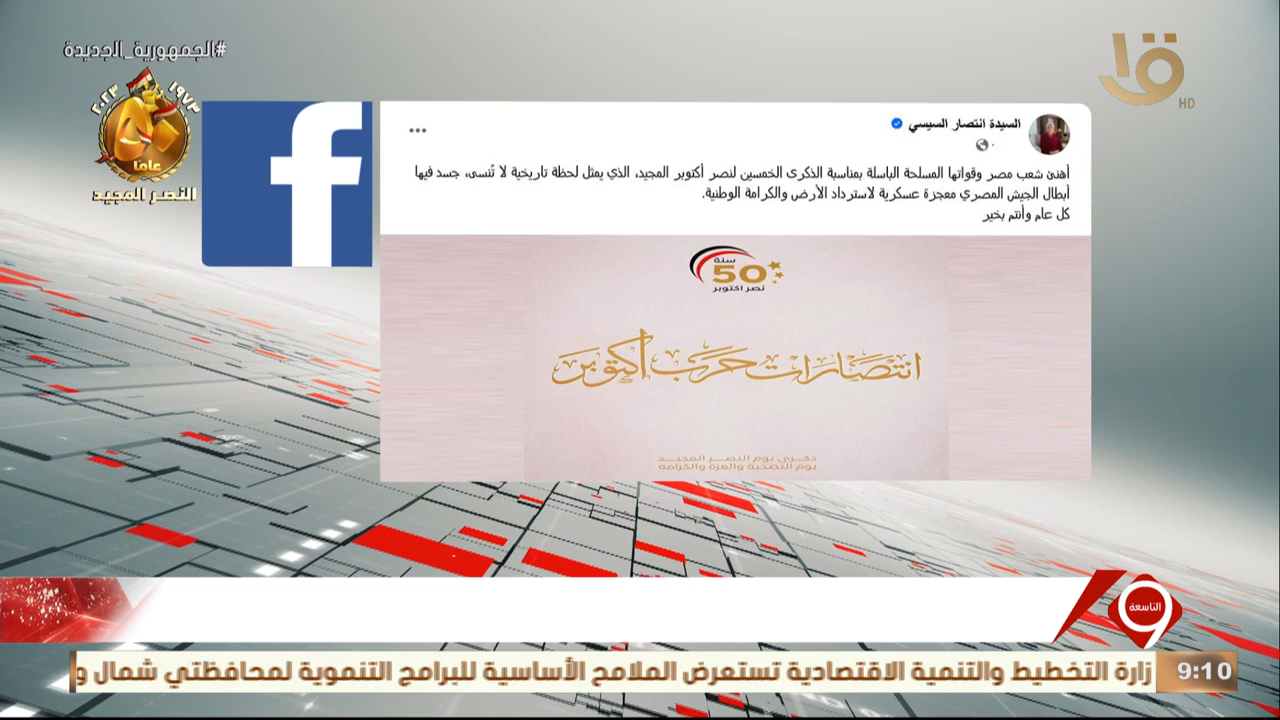 #الجمهورية_الجديدة
١٩٧٣
٢٠٢٣
٥٠
عاما
النصر المجيد
HD
السيدة انتصار السيسي
أهنئ شعب مصر وقواتها المسلحة الباسلة بمناسبة الذكرى الخمسين لنصر أكتوبر المجيد، الذي يمثل لحظة تاريخية لا تُنسى، جسد فيها
أبطال الجيش المصري معجزة عسكرية لاسترداد الأرض والكرامة الوطنية.
كل عام وأنتم بخير
سنة
50
نصر اكتوبر
انتصارات حرب أكتوبر
ذكرى يوم النصر المجيد
يوم التضحية والعزة والكرامه
التاسعة
9
9:10
زارة التخطيط والتنمية الاقتصادية تستعرض الملامح الأساسية للبرامج التنموية لمحافظتي شمال و